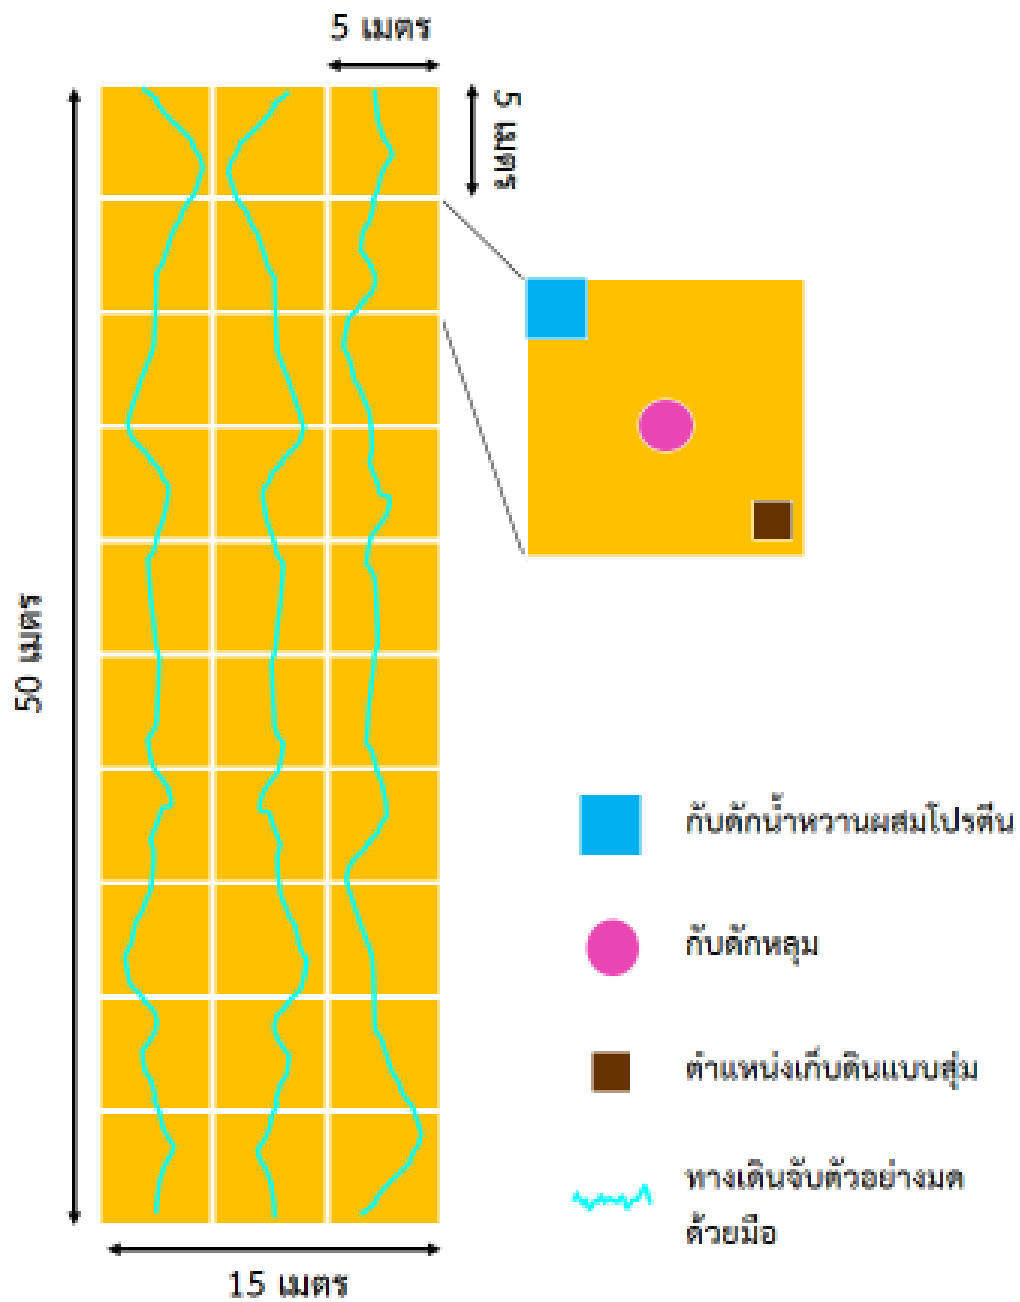 5 เมตร
5 เมตร
50 เมตร
กับดักน้ำหวานผสมโปรตีน
กับดักหลุม
ตำแหน่งเก็บดินแบบสุ่ม
ทางเดินจับตัวอย่างมด
ด้วยมือ
15 เมตร